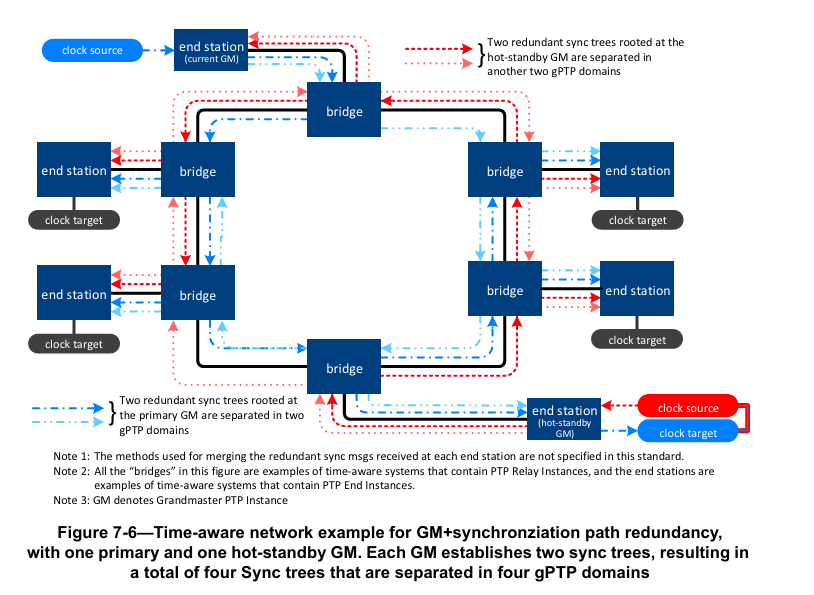 clock source
end station
(current GM)
Two redundant sync trees rooted at the
hot-standby GM are separated in
another two gPTP domains
bridge
end station
bridge
bridge
end station
clock target
clock target
end station
bridge
bridge
end station
clock target
clock target
bridge
Two redundant sync trees rooted at
the primary GM are separated in two
gPTP domains
end station
(hot-standby
GM)
clock source
clock target
Note 1: The methods used for merging the redundant sync msgs received at each end station are not specified in this standard.
Note 2: All the “bridges” in this figure are examples of time-aware systems that contain PTP Relay Instances, and the end stations are
examples of time-aware systems that contain PTP End Instances.
Note 3: GM denotes Grandmaster PTP Instance
Figure 7-6—Time-aware network example for GM+synchronziation path redundancy,
with one primary and one hot-standby GM. Each GM establishes two sync trees, resulting in
a total of four Sync trees that are separated in four gPTP domains